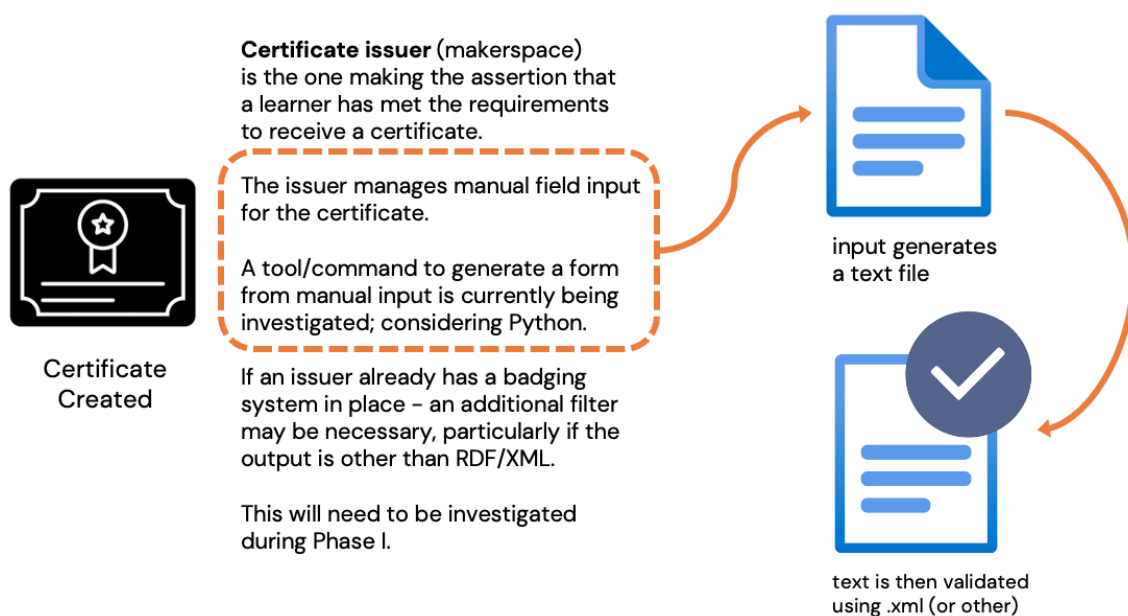 Certificate issuer (makerspace)
is the one making the assertion that
a learner has met the requirements
to receive a certificate.
The issuer manages manual field input
for the certificate.
A tool/command to generate a form
from manual input is currently being
investigated; considering Python.
If an issuer already has a badging
system in place - an additional filter
may be necessary, particularly if the
output is other than RDF/XML.
This will need to be investigated
during Phase I.
Certificate
Created
input generates
a text file
text is then validated
using .xml (or other)